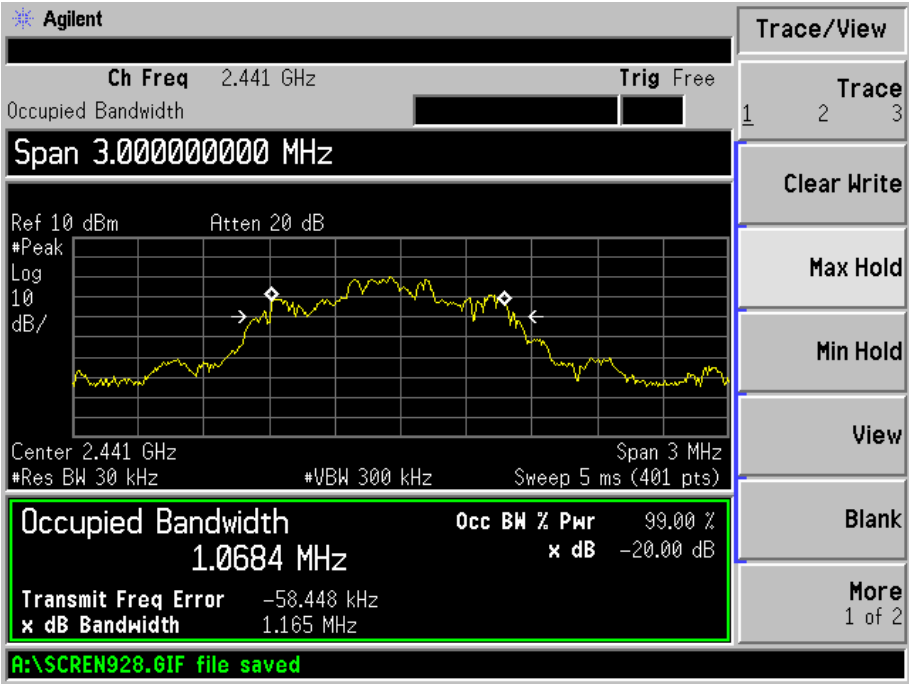 Agilent
Ch Freq 2.441 GHz Trig Free
Occupied Bandwidth
Span 3.000000000 MHz
Ref 10 dBm Atten 20 dB
#Peak
Log
10
dB/
Center 2.441 GHz Span 3 MHz
#Res BW 30 kHz #VBW 300 kHz Sweep 5 ms (401 pts)
Occupied Bandwidth Occ BW % Pwr 99.00 %
1.0684 MHz x dB -20.00 dB
Transmit Freq Error -58.448 kHz
x dB Bandwidth 1.165 MHz
A:\SCREN928.GIF file saved
Trace/View
Trace
1 2 3
Clear Write
Max Hold
Min Hold
View
Blank
More
1 of 2